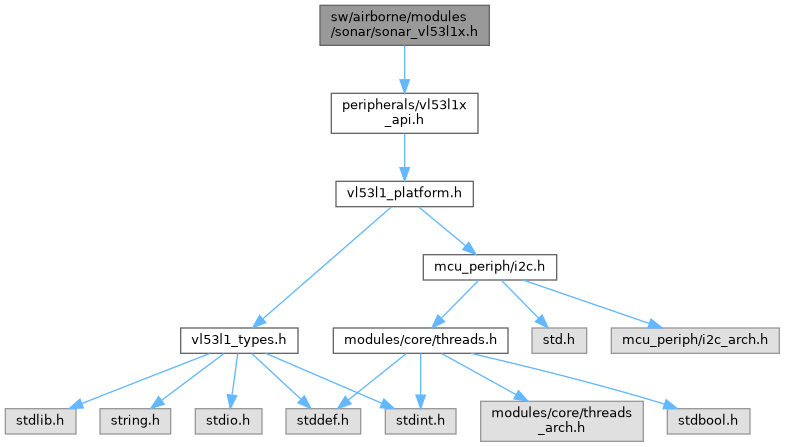 sw/airborne/modules
/sonar/sonar_vl53l1x.h
peripherals/vl53l1x
_api.h
vl53l1_platform.h
mcu_periph/i2c.h
vl53l1_types.h
modules/core/threads.h
std.h
mcu_periph/i2c_arch.h
stdlib.h
string.h
stdio.h
stddef.h
stdint.h
modules/core/threads
_arch.h
stdbool.h